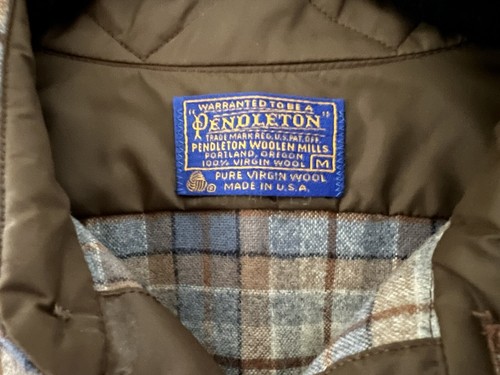 WARRANTED TO BE A
"PENDLETON"
TRADE MARK REG. U.S. PAT. OFF.
PENDLETON WOOLEN MILLS
PORTLAND, OREGON
100% VIRGIN WOOL M
PURE VIRGIN WOOL
MADE IN U.S.A.